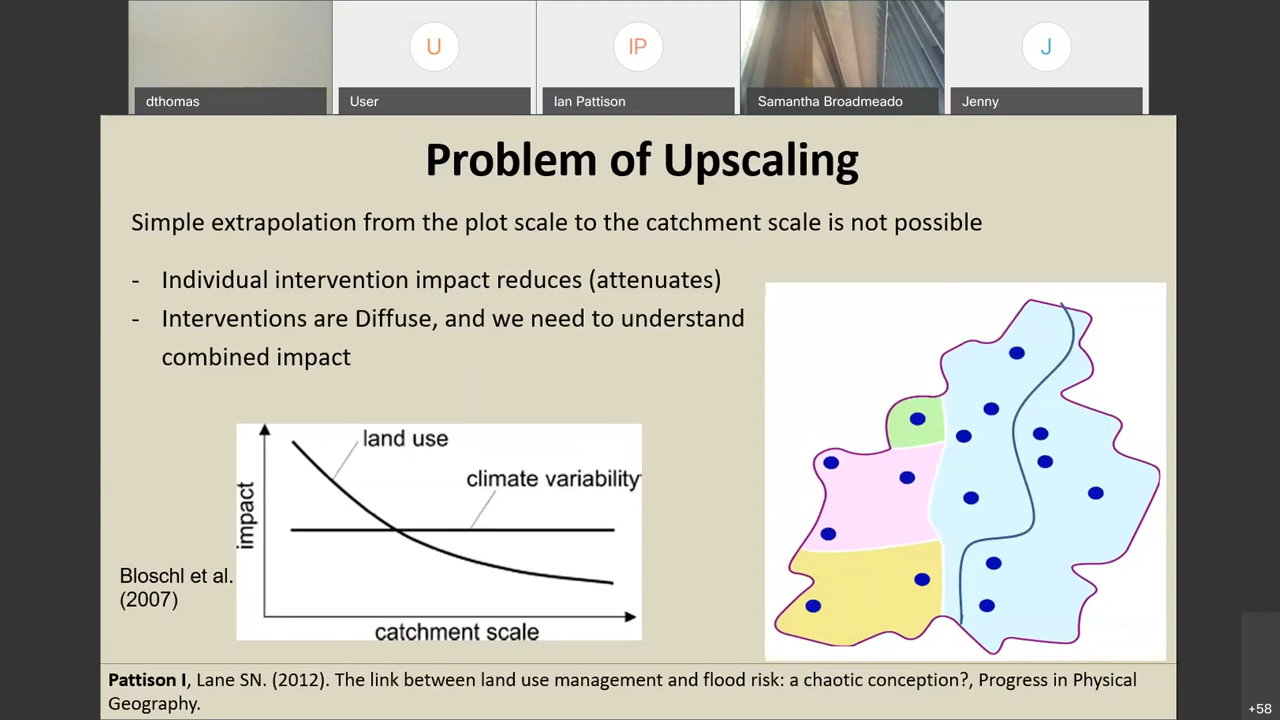 U
IP
J
dthomas
User
Ian Pattison
Samantha Broadmeado
Jenny
Problem of Upscaling
Simple extrapolation from the plot scale to the catchment scale is not possible
- Individual intervention impact reduces (attenuates)
- Interventions are Diffuse, and we need to understand
combined impact
land use
climate variability
impact
catchment scale
Bloschl et al.
(2007)
Pattison I, Lane SN. (2012). The link between land use management and flood risk: a chaotic conception?, Progress in Physical
Geography.
+58